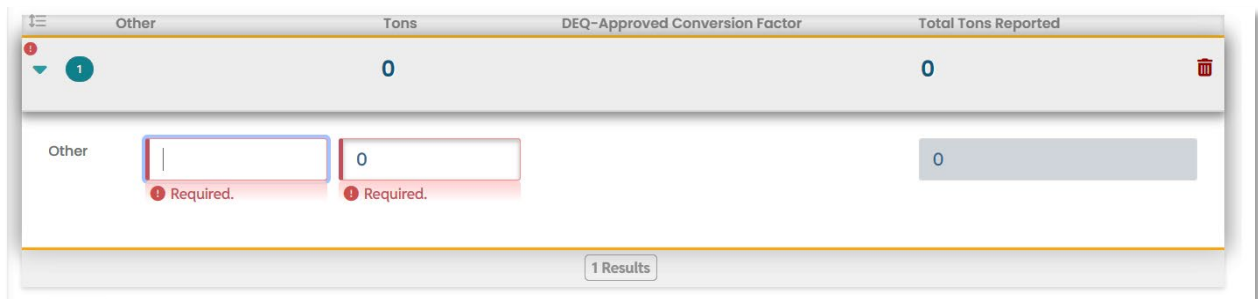 Other Tons DEQ-Approved Conversion Factor Total Tons Reported
1 0 0
Other 0 0
Required. Required.
1 Results